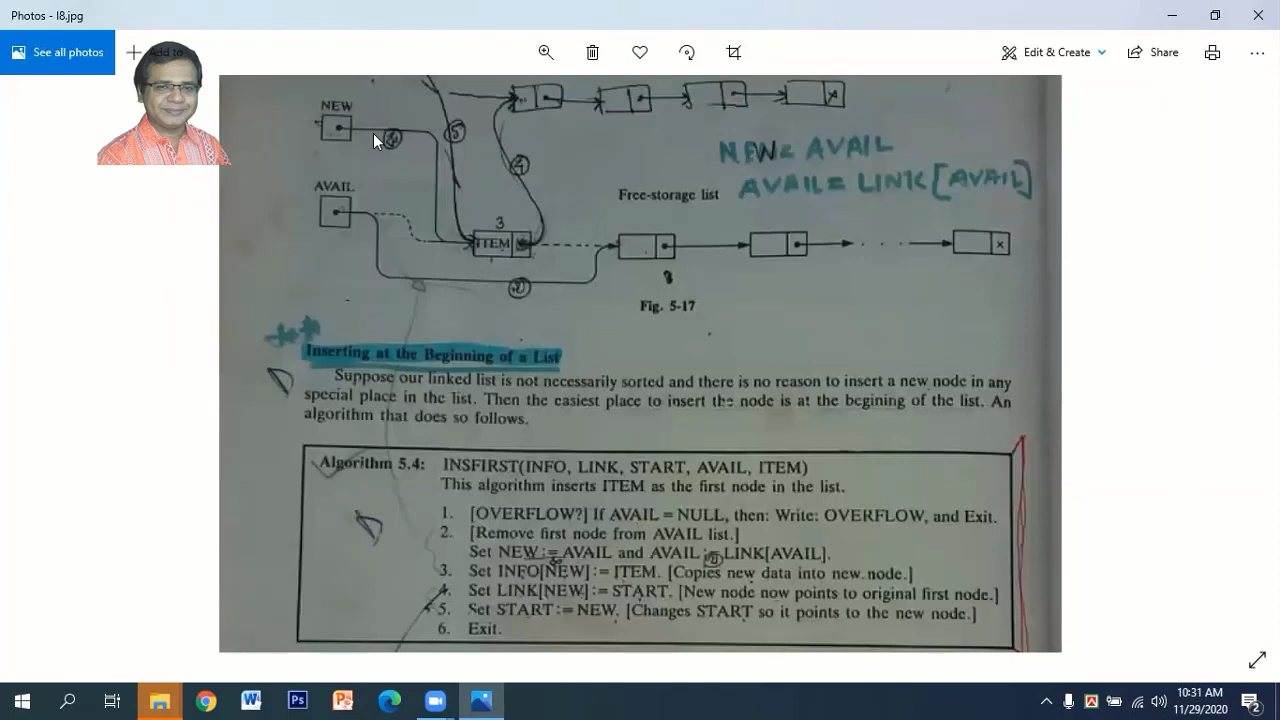 Photos - I8.jpg
See all photos
Add to
Edit & Create
Share
NEW
5
4
NEW= AVAIL
AVAIL= LINK[AVAIL]
AVAIL
Free-storage list
3
ITEM
Fig. 5-17
Inserting at the Beginning of a List
Suppose our linked list is not necessarily sorted and there is no reason to insert a new node in any
special place in the list. Then the easiest place to insert the node is at the begining of the list. An
algorithm that does so follows.
Algorithm 5.4: INSFIRST(INFO, LINK, START, AVAIL, ITEM)
This algorithm inserts ITEM as the first node in the list.
1. [OVERFLOW?] If AVAIL = NULL, then: Write: OVERFLOW, and Exit.
2. [Remove first node from AVAIL list.]
Set NEW := AVAIL and AVAIL := LINK[AVAIL].
3. Set INFO[NEW] := ITEM. [Copies new data into new node.]
4. Set LINK[NEW] := START. [New node now points to original first node.]
5. Set START := NEW. [Changes START so it points to the new node.]
6. Exit.
10:31 AM
11/29/2020
2